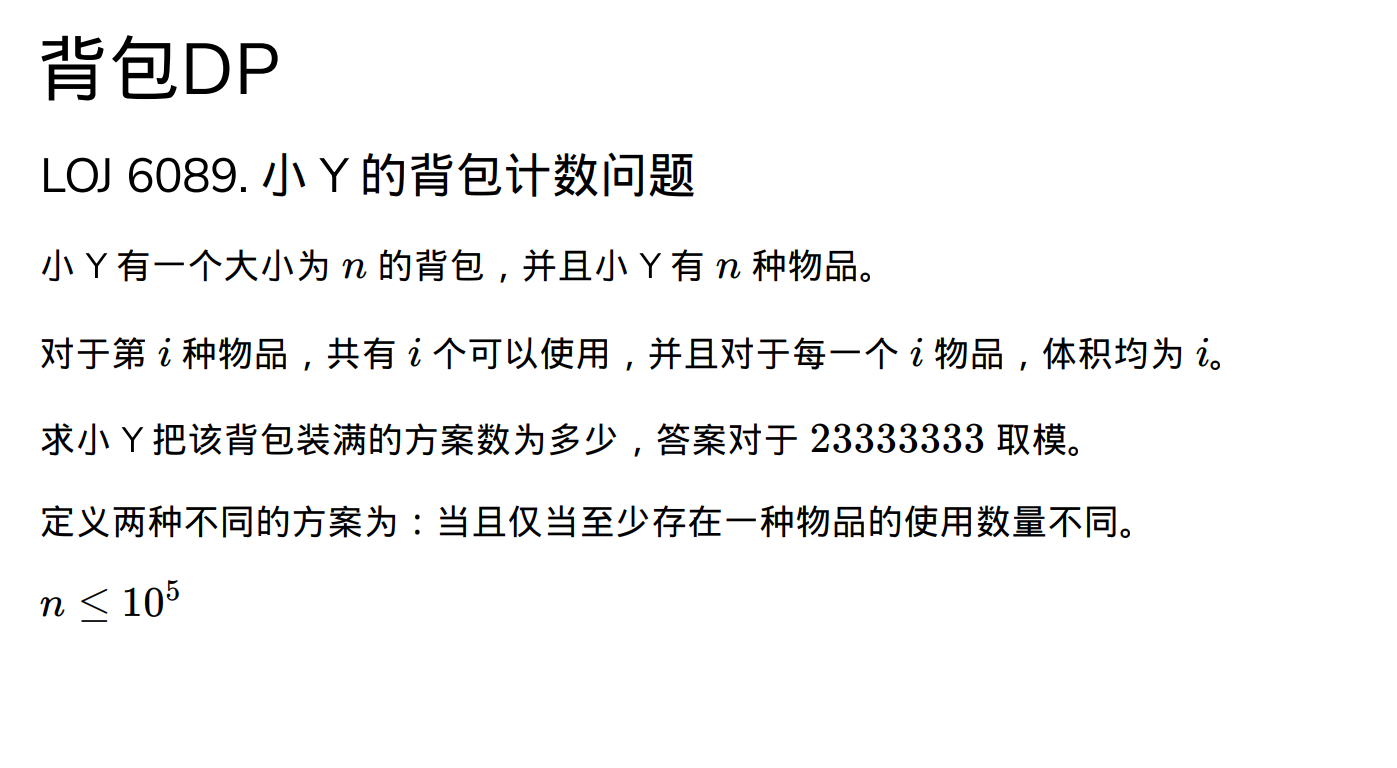 背包DP
LOJ 6089. 小 Y 的背包计数问题
小 Y 有一个大小为 n 的背包，并且小 Y 有 n 种物品。
对于第 i 种物品，共有 i 个可以使用，并且对于每一个 i 物品，体积均为 i。
求小 Y 把该背包装满的方案数为多少，答案对于 23333333 取模。
定义两种不同的方案为：当且仅当至少存在一种物品的使用数量不同。
n ≤ 10⁵